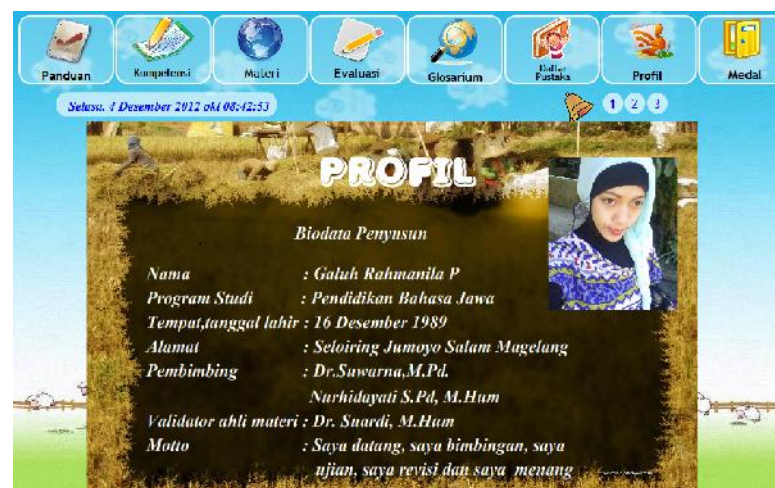 Panduan
Kompetensi
Materi
Evaluasi
Glosarium
Daftar
Pustaka
Profil
Medal
Selasa, 4 Desember 2012 pkl 08:42:53
1 2 3
PROFIL
Biodata Penyusun
Nama : Galuh Rahmanila P
Program Studi : Pendidikan Bahasa Jawa
Tempat,tanggal lahir : 16 Desember 1989
Alamat : Seloiring Jumoyo Salam Magelang
Pembimbing : Dr.Suwarna,M.Pd.
Nurhidayati S.Pd, M.Hum
Validator ahli materi : Dr. Suardi, M.Hum
Motto : Saya datang, saya bimbingan, saya
ujian, saya revisi dan saya menang